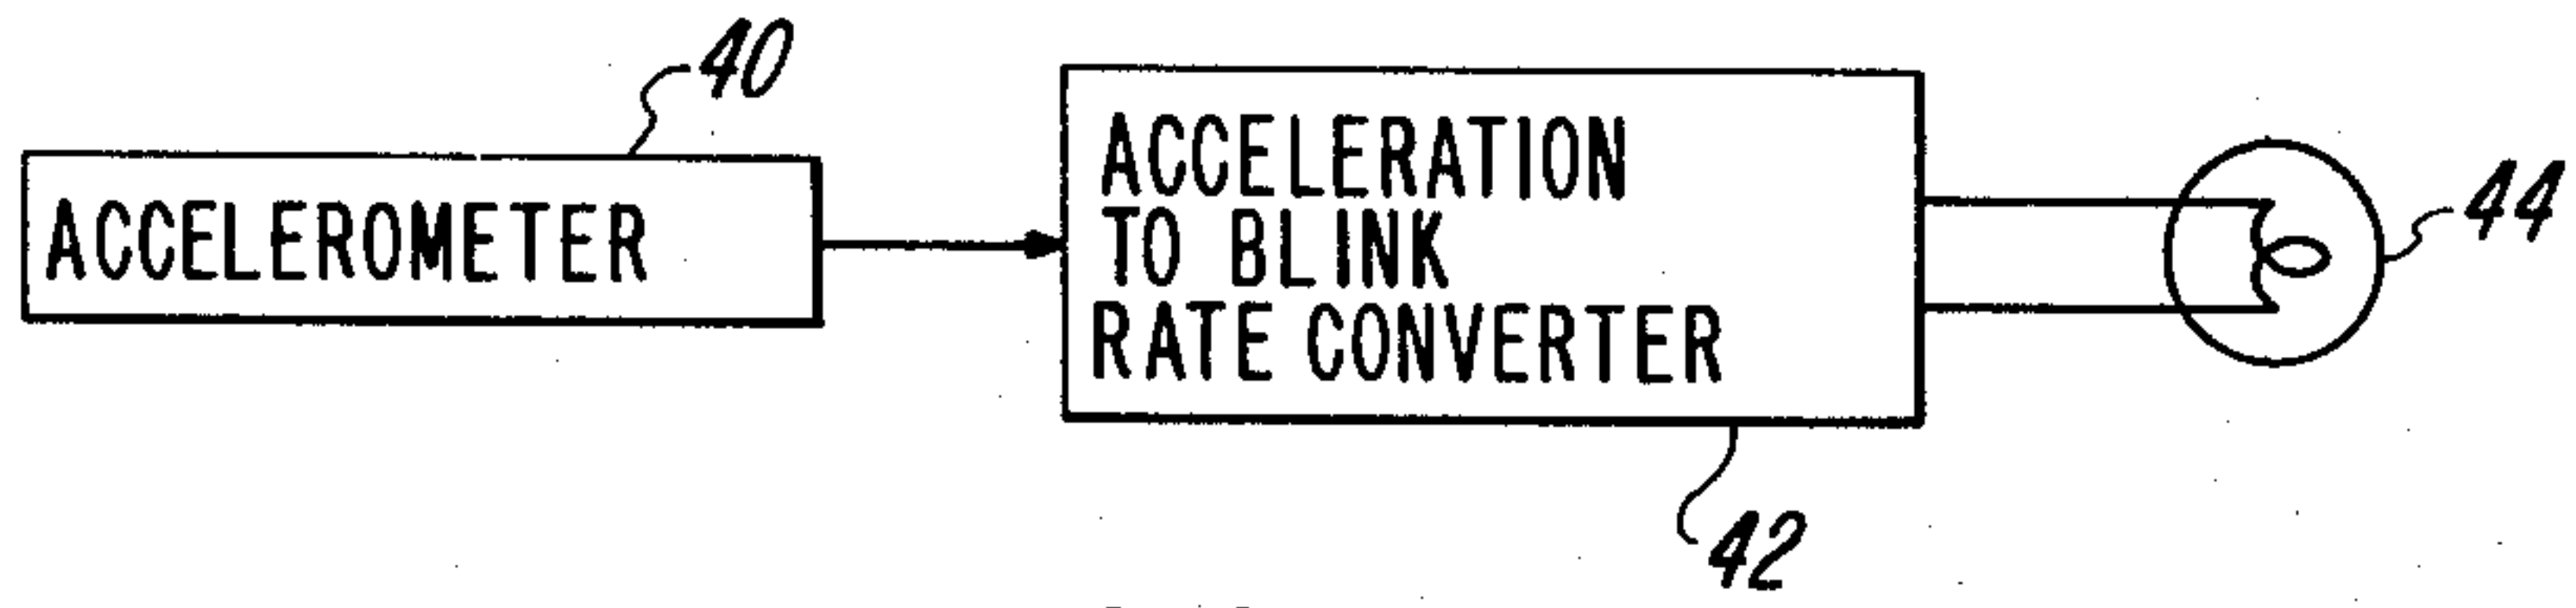 40
ACCELEROMETER
ACCELERATION
TO BLINK
RATE CONVERTER
44
42